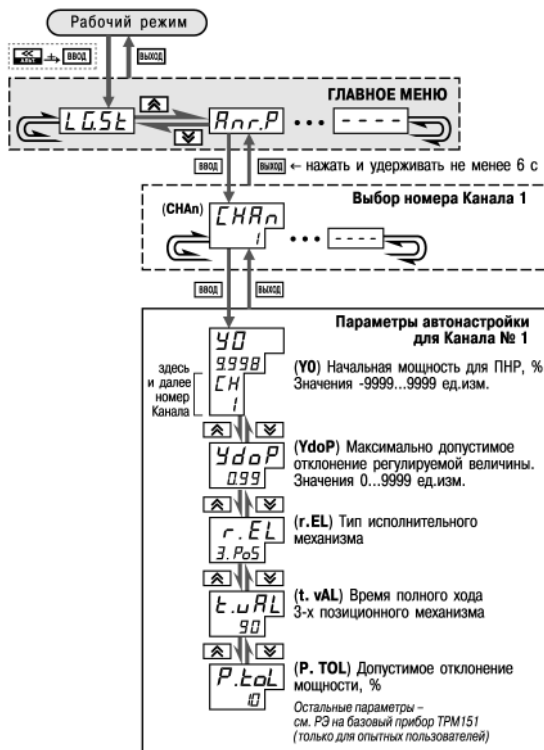 Рабочий режим
<<
АЛЬТ
ВВОД
ВЫХОД
ГЛАВНОЕ МЕНЮ
LG.St
Anr.P
• • •
- - - -
ВВОД
ВЫХОД ← нажать и удерживать не менее 6 с
Выбор номера Канала 1
(CHAn)
CHAn
1
• • •
- - - -
ВВОД
ВЫХОД
Параметры автонастройки
для Канала № 1
Y0
9.998
CH
1
здесь
и далее
номер
Канала
(Y0) Начальная мощность для ПНР, %
Значения -9999...9999 ед.изм.
YdoP
0.99
(YdoP) Максимально допустимое
отклонение регулируемой величины.
Значения 0...9999 ед.изм.
r.EL
3.PoS
(r.EL) Тип исполнительного
механизма
t.vAL
90
(t. vAL) Время полного хода
3-х позиционного механизма
P.toL
10
(P. TOL) Допустимое отклонение
мощности, %
Остальные параметры –
см. РЭ на базовый прибор ТРМ151
(только для опытных пользователей)